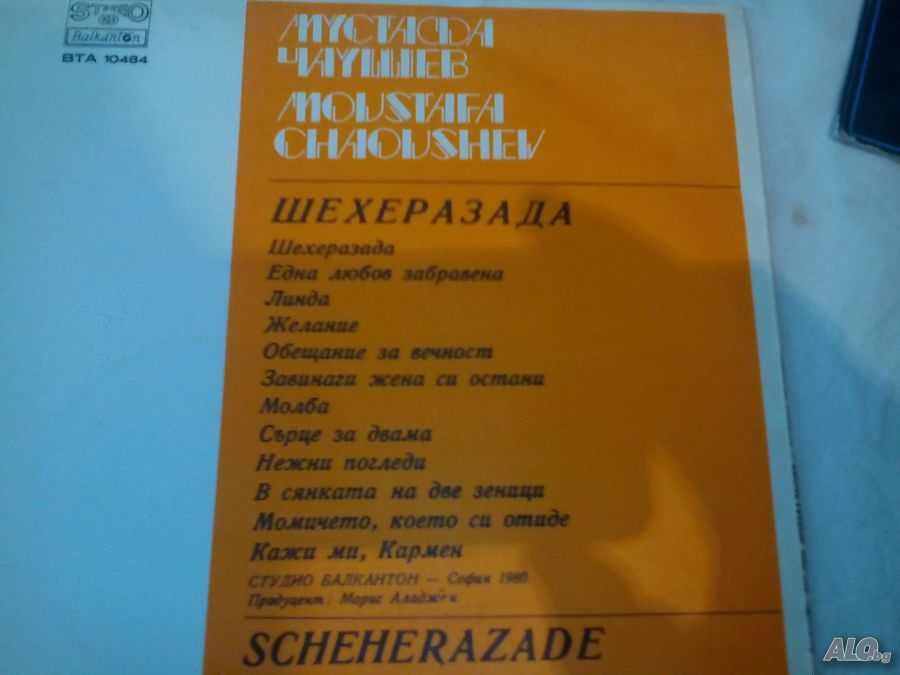 STEREO
Balkanton
BTA 10484
МУСТАФА
ЧАУШЕВ
MOUSTAFA
CHAOUSHEV
ШЕХЕРАЗАДА
Шехеразада
Една любов забравена
Линда
Желание
Обещание за вечност
Завинаги жена си остани
Молба
Сърце за двама
Нежни погледи
В сянката на две зеници
Момичето, което си отиде
Кажи ми, Кармен
СТУДИО БАЛКАНТОН — София 1980
Продуцент: Морис Аладжем
SCHEHERAZADE
ALO.bg